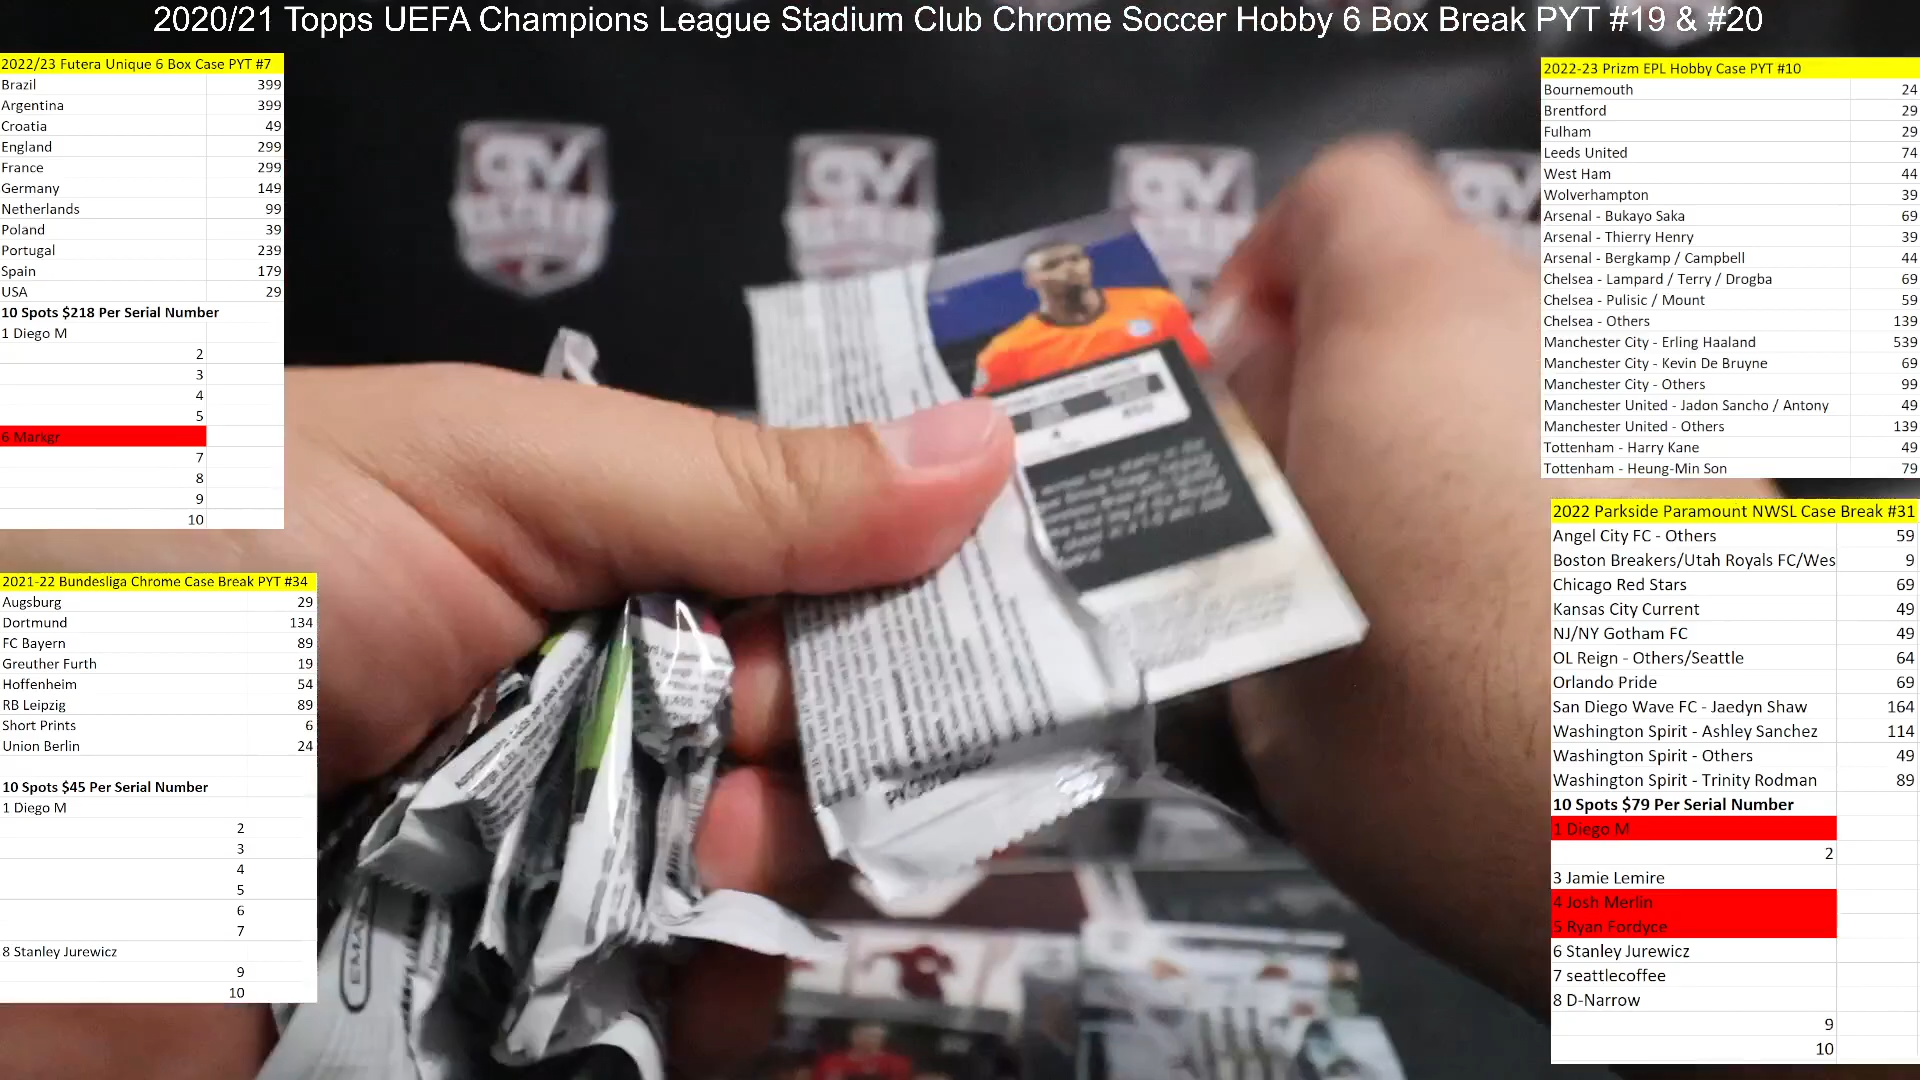 2020/21 Topps UEFA Champions League Stadium Club Chrome Soccer Hobby 6 Box Break PYT #19 & #20
2022/23 Futera Unique 6 Box Case PYT #7
Brazil 399
Argentina 399
Croatia 49
England 299
France 299
Germany 149
Netherlands 99
Poland 39
Portugal 239
Spain 179
USA 29
10 Spots $218 Per Serial Number
1 Diego M
2
3
4
5
6 Markgr
7
8
9
10
2021-22 Bundesliga Chrome Case Break PYT #34
Augsburg 29
Dortmund 134
FC Bayern 89
Greuther Furth 19
Hoffenheim 54
RB Leipzig 89
Short Prints 6
Union Berlin 24
10 Spots $45 Per Serial Number
1 Diego M
2
3
4
5
6
7
8 Stanley Jurewicz
9
10
2022-23 Prizm EPL Hobby Case PYT #10
Bournemouth 24
Brentford 29
Fulham 29
Leeds United 74
West Ham 44
Wolverhampton 39
Arsenal - Bukayo Saka 69
Arsenal - Thierry Henry 39
Arsenal - Bergkamp / Campbell 44
Chelsea - Lampard / Terry / Drogba 69
Chelsea - Pulisic / Mount 59
Chelsea - Others 139
Manchester City - Erling Haaland 539
Manchester City - Kevin De Bruyne 69
Manchester City - Others 99
Manchester United - Jadon Sancho / Antony 49
Manchester United - Others 139
Tottenham - Harry Kane 49
Tottenham - Heung-Min Son 79
2022 Parkside Paramount NWSL Case Break #31
Angel City FC - Others 59
Boston Breakers/Utah Royals FC/Wes 9
Chicago Red Stars 69
Kansas City Current 49
NJ/NY Gotham FC 49
OL Reign - Others/Seattle 64
Orlando Pride 69
San Diego Wave FC - Jaedyn Shaw 164
Washington Spirit - Ashley Sanchez 114
Washington Spirit - Others 49
Washington Spirit - Trinity Rodman 89
10 Spots $79 Per Serial Number
1 Diego M
2
3 Jamie Lemire
4 Josh Merlin
5 Ryan Fordyce
6 Stanley Jurewicz
7 seattlecoffee
8 D-Narrow
9
10